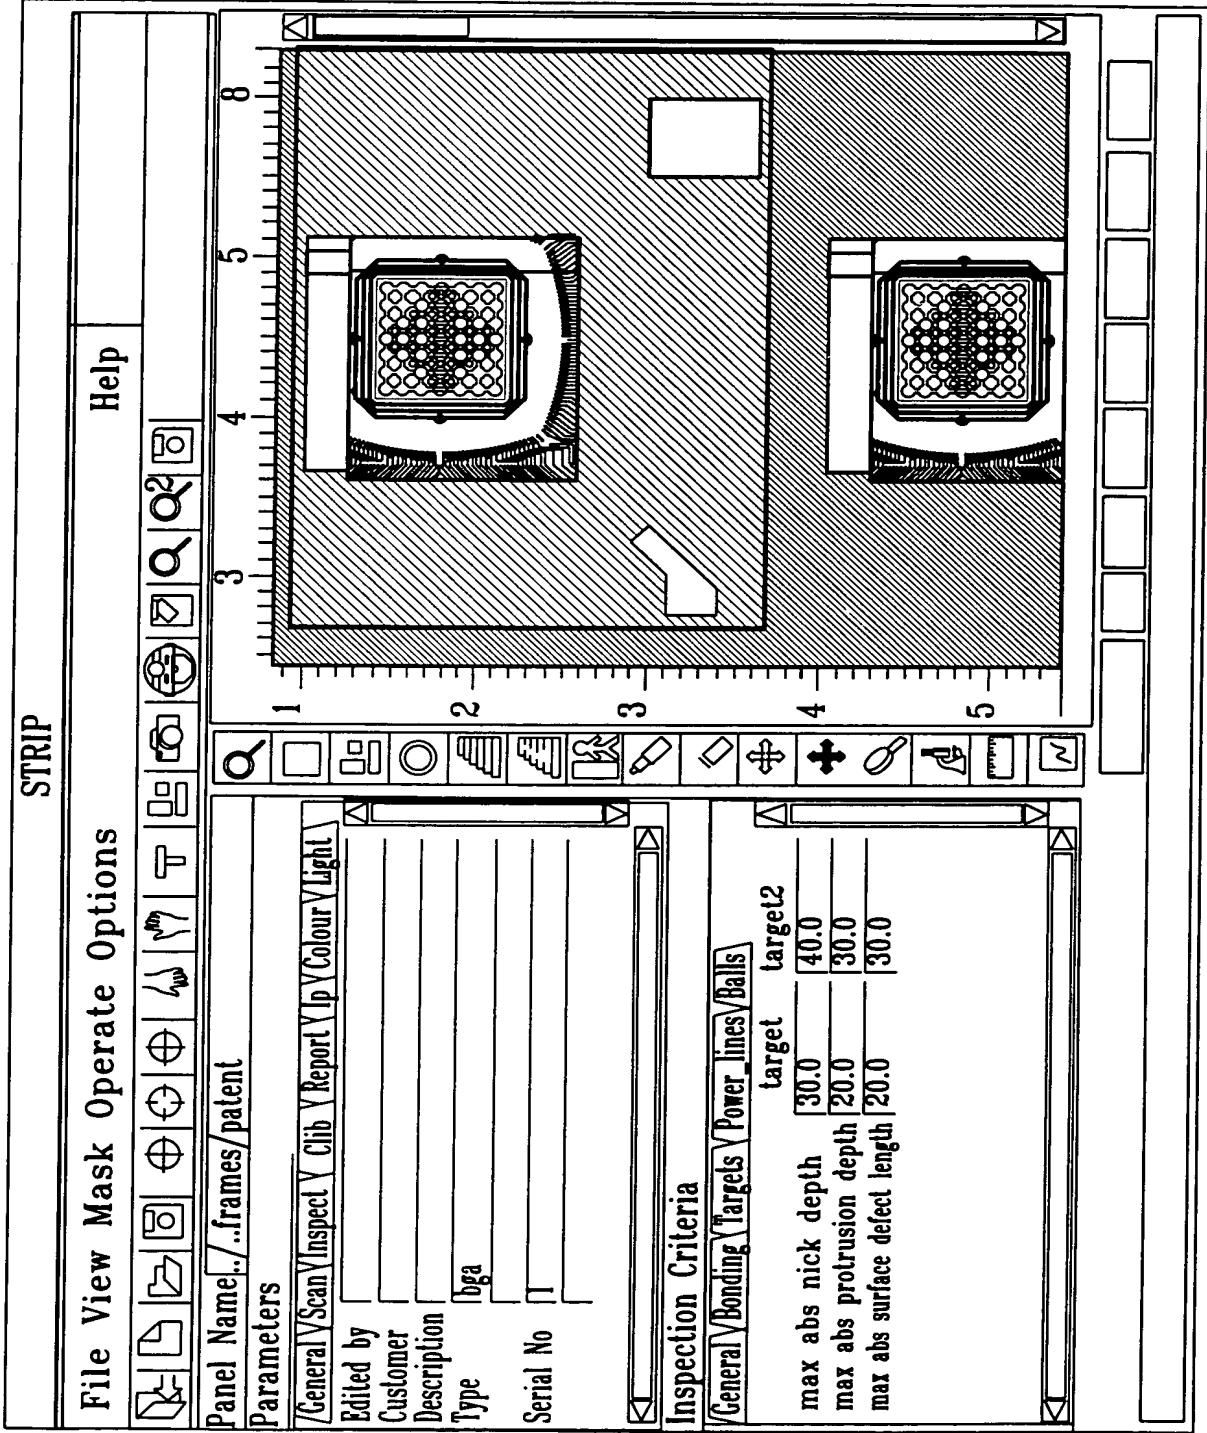 STRIP
File View Mask Operate Options Help
2
Panel Name ../..frames/patent
Parameters
General Scan Inspect Clib Report Ip Colour Light
Edited by
Customer
Description
Type bga
Serial No 1
Inspection Criteria
General Bonding Targets Power_lines Balls
target target2
max abs nick depth 30.0 40.0
max abs protrusion depth 20.0 30.0
max abs surface defect length 20.0 30.0
3 4 5 8
1
2
3
4
5